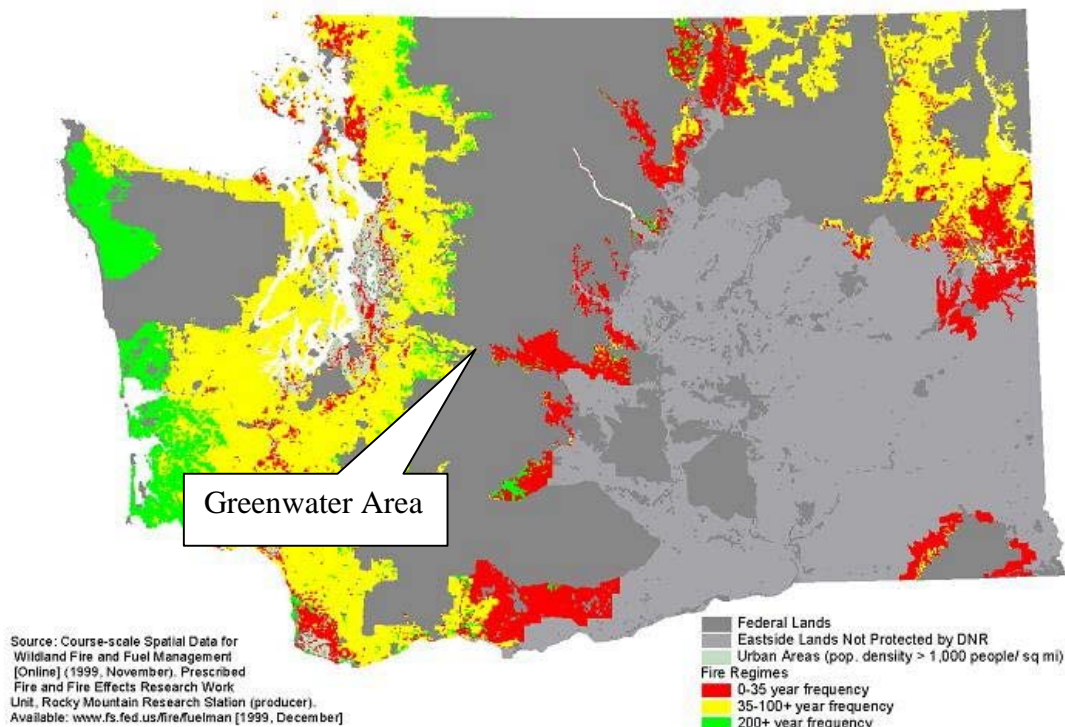 Greenwater Area
Source: Course-scale Spatial Data for
Wildland Fire and Fuel Management
[Online] (1999, November). Prescribed
Fire and Fire Effects Research Work
Unit, Rocky Mountain Research Station (producer).
Available: www.fs.fed.us/fire/fuelman [1999, December]
Federal Lands
Eastside Lands Not Protected by DNR
Urban Areas (pop. densiity > 1,000 people/ sq mi)
Fire Regimes
0-35 year frequency
35-100+ year frequency
200+ year frequency